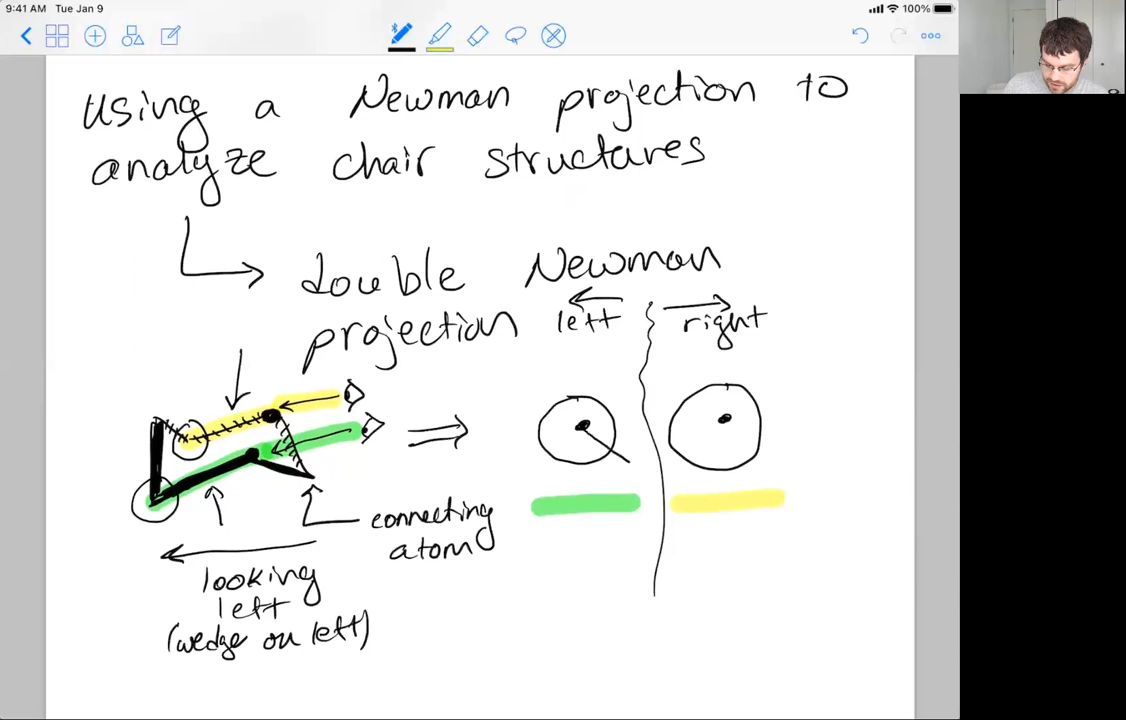 9:41 AM Tue Jan 9
100%
Using a Newman projection to
analyze chair structures
double Newman
projection
left
right
connecting
atom
looking
left
(wedge on left)